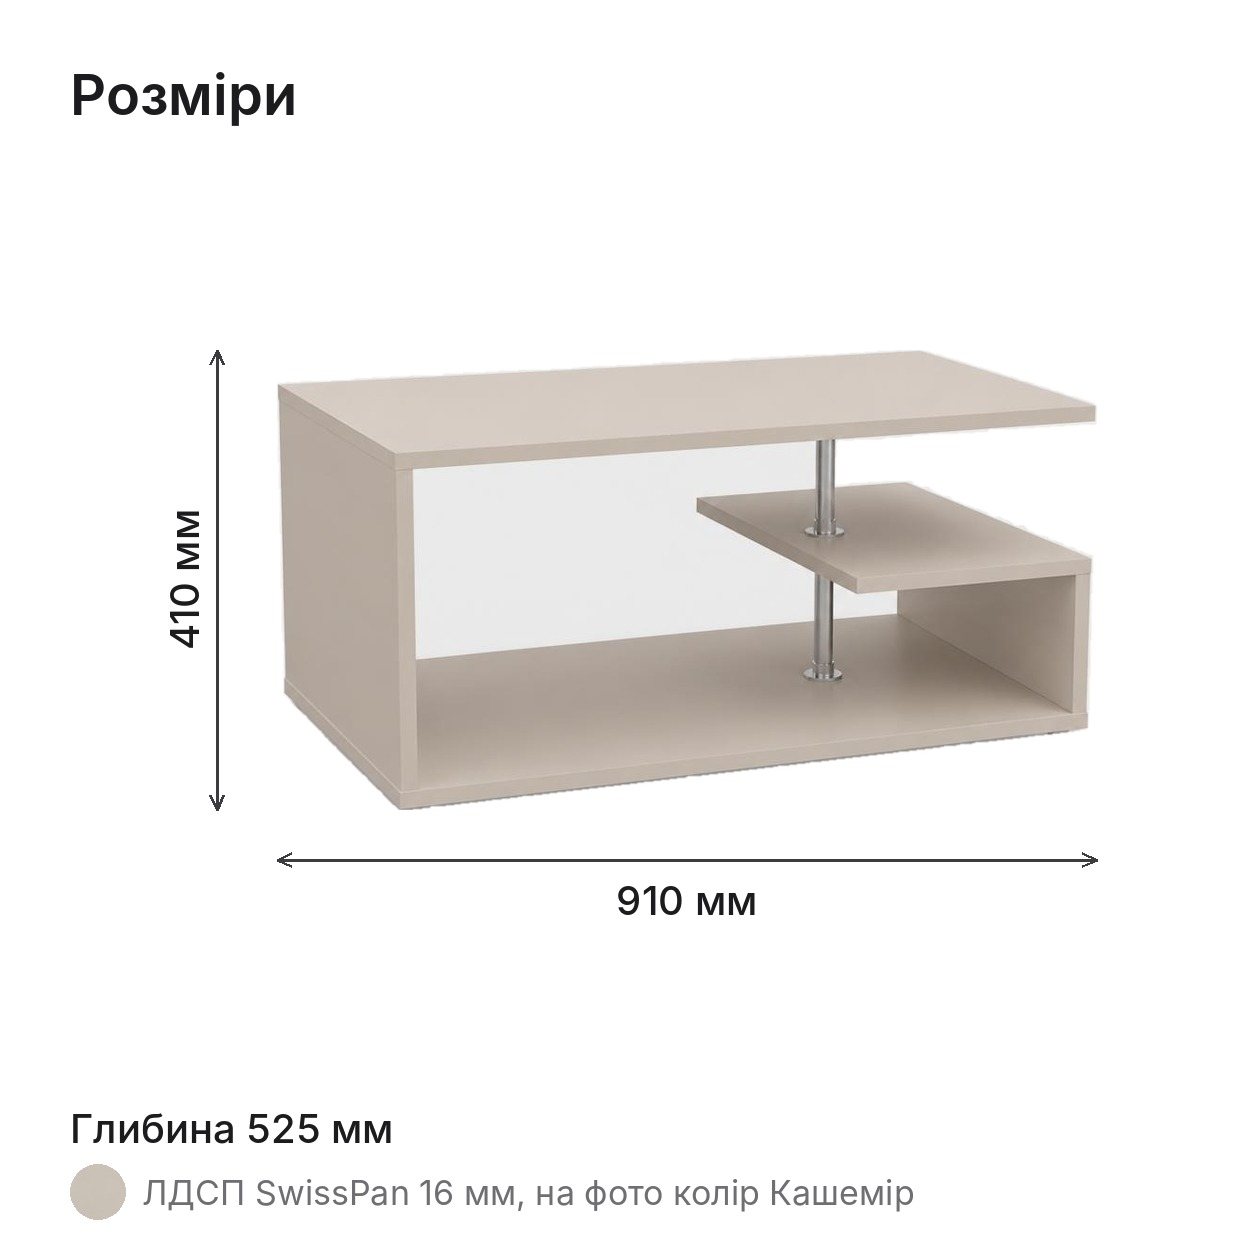 Розміри
410 мм
910 мм
Глибина 525 мм
ЛДСП SwissPan 16 мм, на фото колір Кашемір